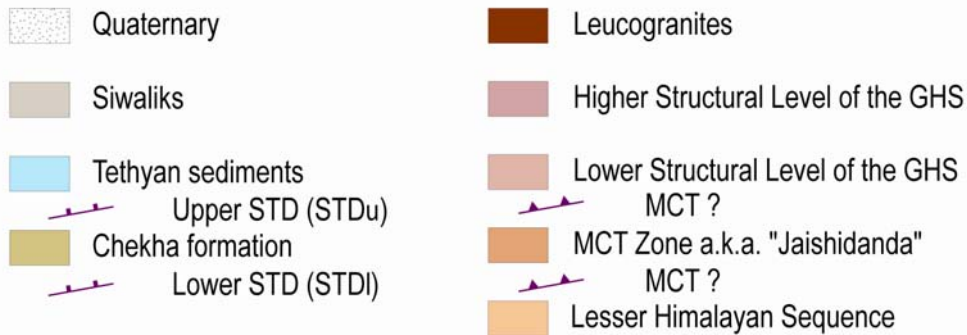 Quaternary
Siwaliks
Tethyan sediments
Upper STD (STDu)
Chekha formation
Lower STD (STDl)
Leucogranites
Higher Structural Level of the GHS
Lower Structural Level of the GHS
MCT ?
MCT Zone a.k.a. "Jaishidanda"
MCT ?
Lesser Himalayan Sequence